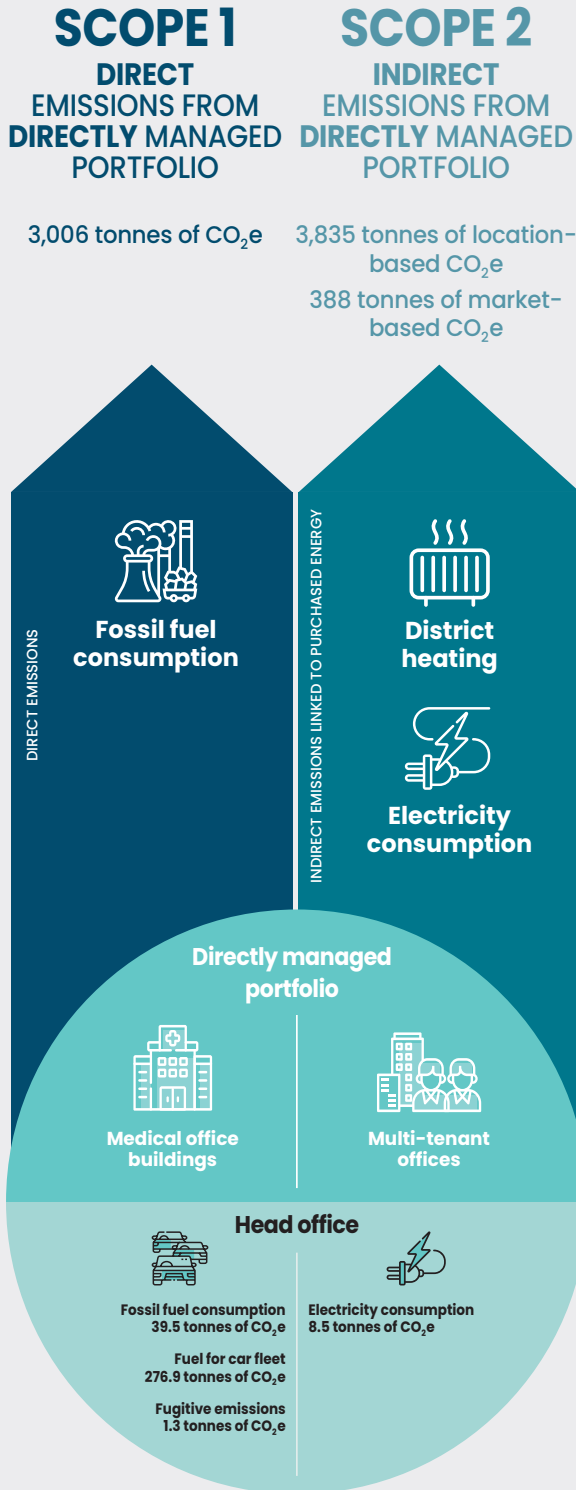 SCOPE 1
DIRECT
EMISSIONS FROM
DIRECTLY MANAGED
PORTFOLIO
3,006 tonnes of CO₂e
SCOPE 2
INDIRECT
EMISSIONS FROM
DIRECTLY MANAGED
PORTFOLIO
3,835 tonnes of location-
based CO₂e
388 tonnes of market-
based CO₂e
DIRECT EMISSIONS
Fossil fuel
consumption
INDIRECT EMISSIONS LINKED TO PURCHASED ENERGY
District
heating
Electricity
consumption
Directly managed
portfolio
Medical office
buildings
Multi-tenant
offices
Head office
Fossil fuel consumption
39.5 tonnes of CO₂e
Fuel for car fleet
276.9 tonnes of CO₂e
Fugitive emissions
1.3 tonnes of CO₂e
Electricity consumption
8.5 tonnes of CO₂e